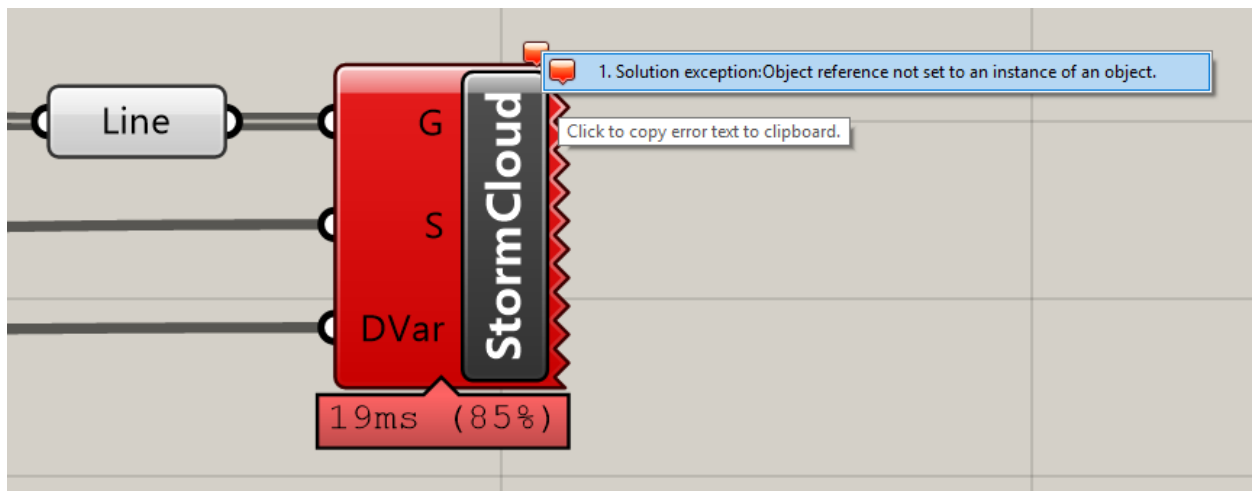 1. Solution exception:Object reference not set to an instance of an object.
Line
G
Click to copy error text to clipboard.
S
StormCloud
DVar
19ms (85%)